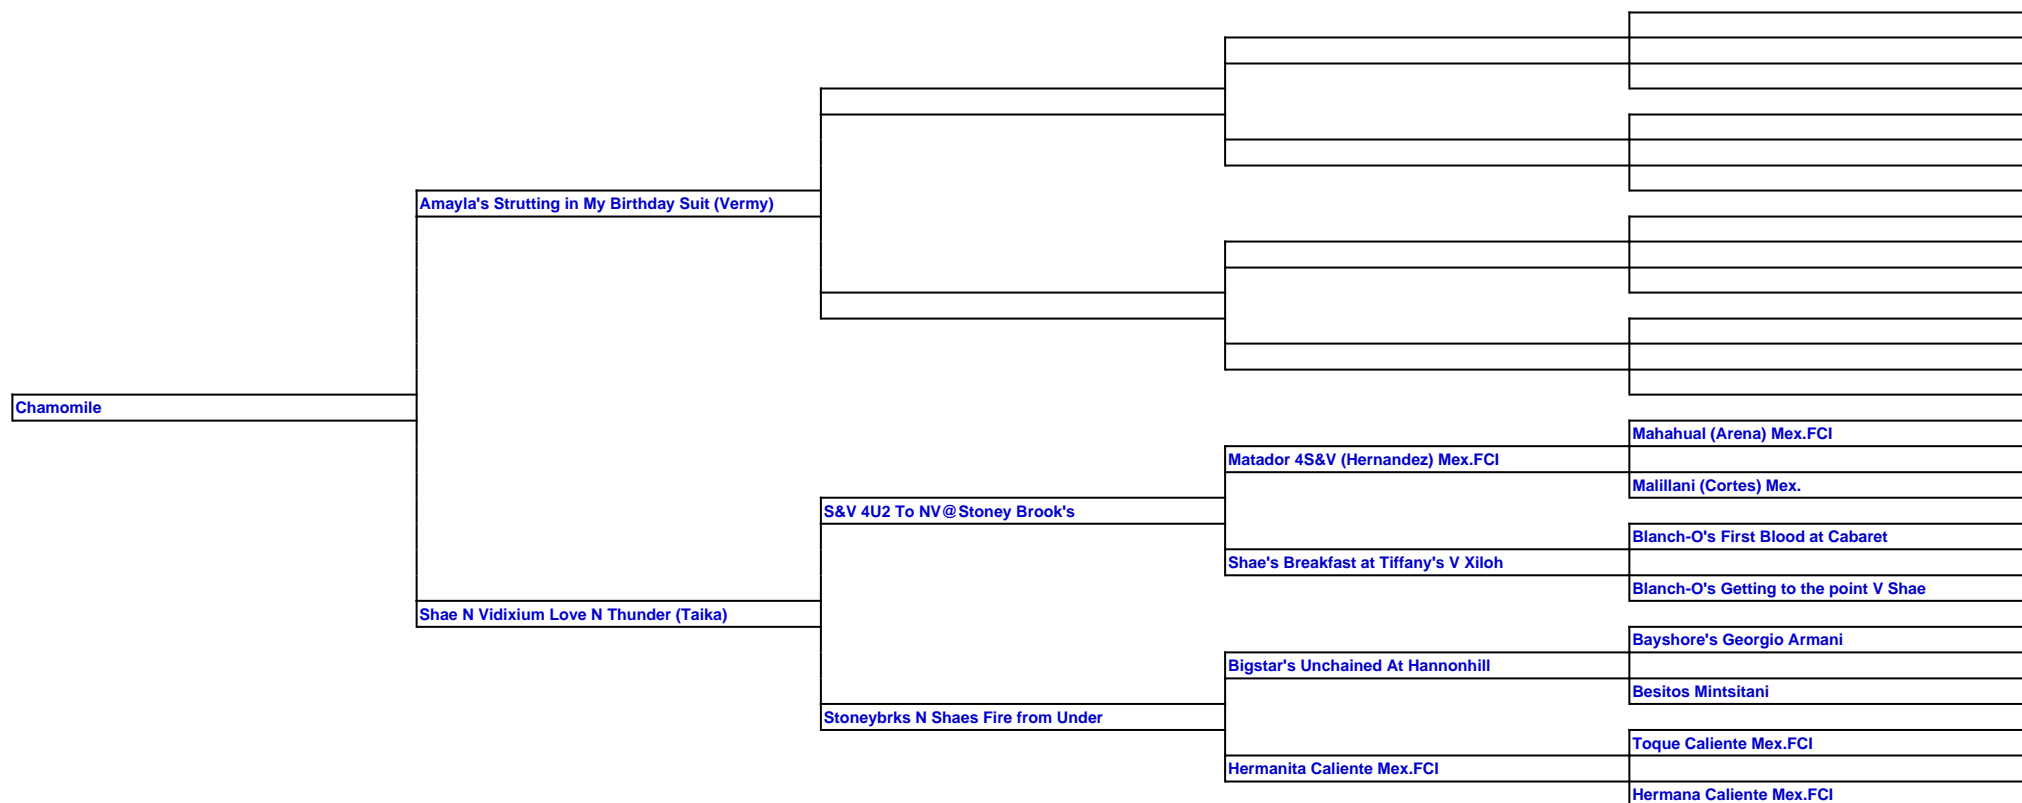 Amayla's Strutting in My Birthday Suit (Vermy)
Chamomile
Mahahual (Arena) Mex.FCI
Matador 4S&V (Hernandez) Mex.FCI
Malillani (Cortes) Mex.
S&V 4U2 To NV@Stoney Brook's
Blanch-O's First Blood at Cabaret
Shae's Breakfast at Tiffany's V Xiloh
Blanch-O's Getting to the point V Shae
Shae N Vidixium Love N Thunder (Taika)
Bayshore's Georgio Armani
Bigstar's Unchained At Hannonhill
Besitos Mintsitani
Stoneybrks N Shaes Fire from Under
Toque Caliente Mex.FCI
Hermanita Caliente Mex.FCI
Hermana Caliente Mex.FCI